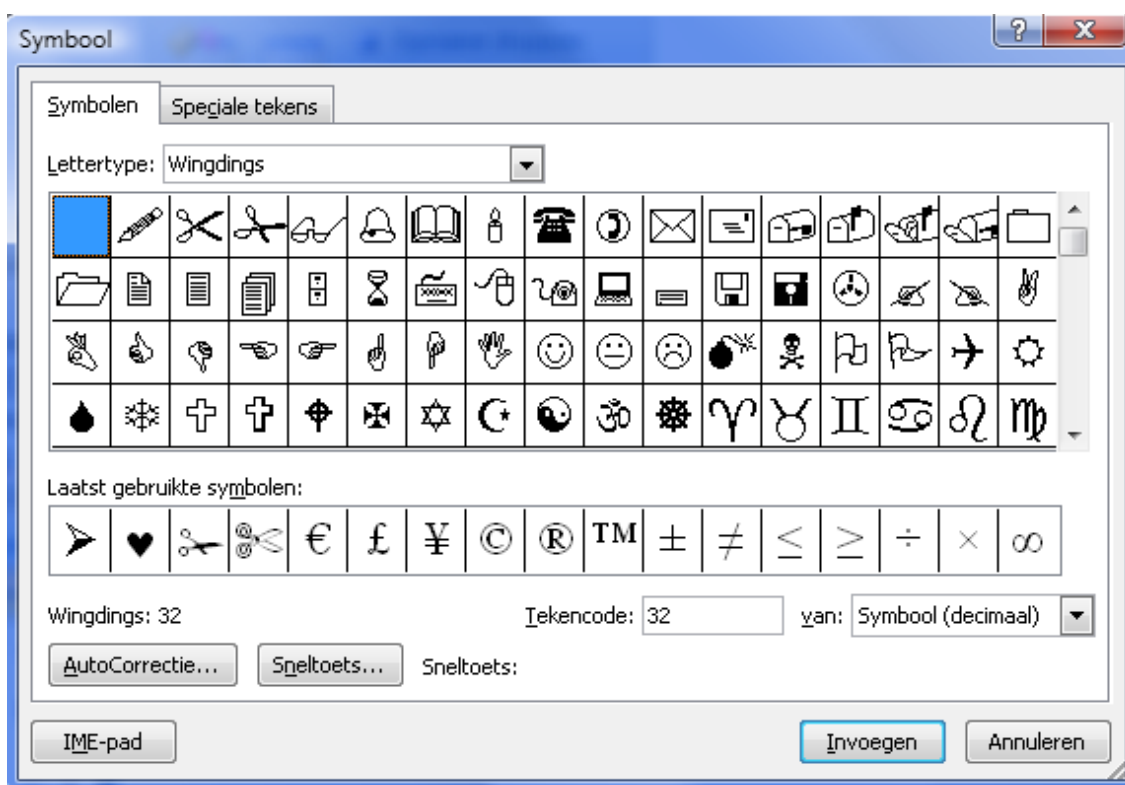 Symbool
Symbolen Speciale tekens
Lettertype: Wingdings
Laatst gebruikte symbolen:
€ £ ¥ © ® ™ ± ≠ ≤ ≥ ÷ × ∞
Wingdings: 32 Tekencode: 32 van: Symbool (decimaal)
AutoCorrectie... Sneltoets... Sneltoets:
IME-pad Invoegen Annuleren